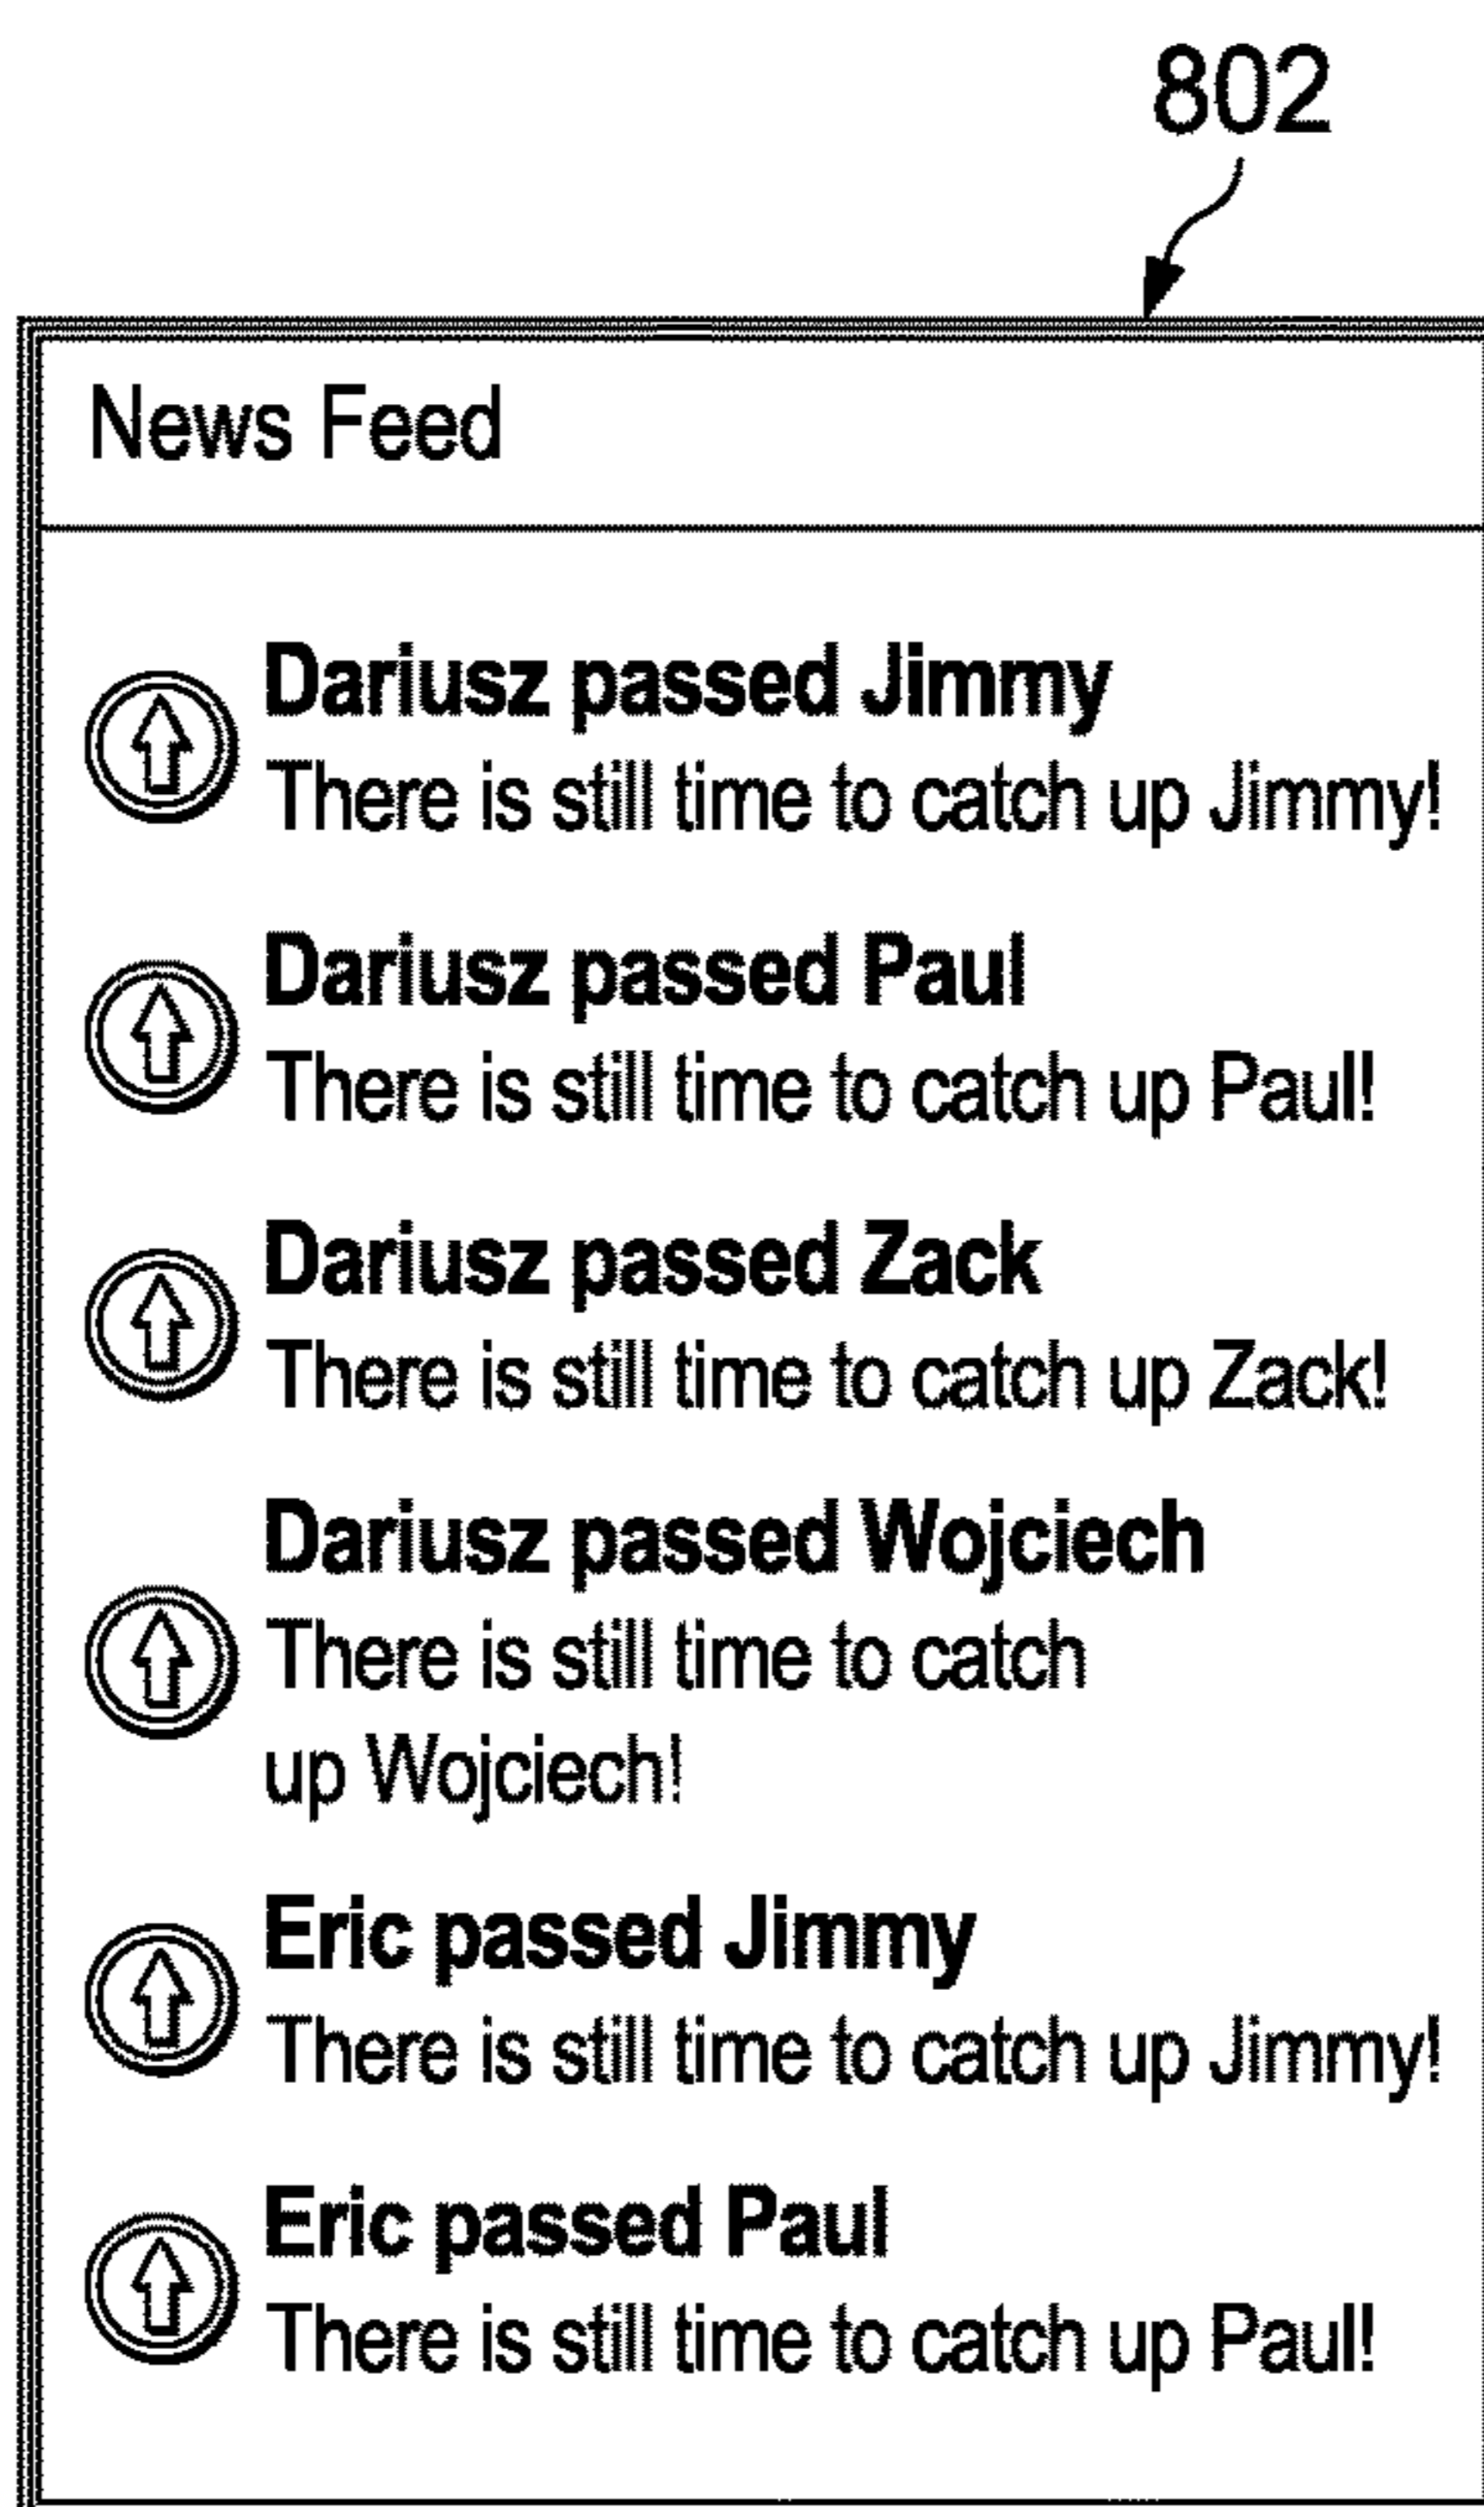 802
News Feed
Dariusz passed Jimmy
There is still time to catch up Jimmy!
Dariusz passed Paul
There is still time to catch up Paul!
Dariusz passed Zack
There is still time to catch up Zack!
Dariusz passed Wojciech
There is still time to catch
up Wojciech!
Eric passed Jimmy
There is still time to catch up Jimmy!
Eric passed Paul
There is still time to catch up Paul!